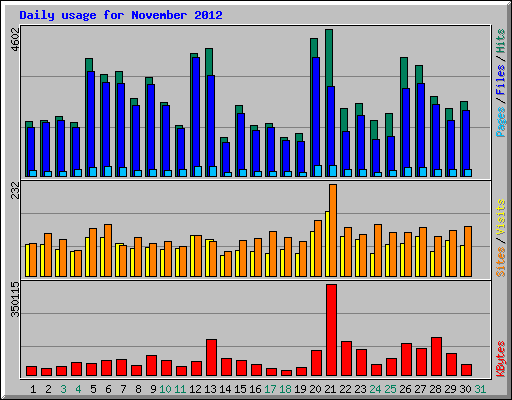 Daily usage for November 2012
4602
Pages / Files / Hits
232
Sites / Visits
350115
KBytes
1 2 3 4 5 6 7 8 9 10 11 12 13 14 15 16 17 18 19 20 21 22 23 24 25 26 27 28 29 30 31